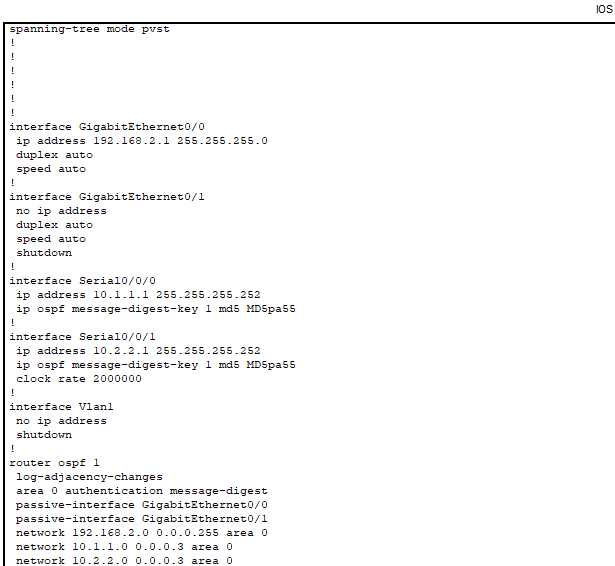 IOS
spanning-tree mode pvst
!
!
!
!
!
!
interface GigabitEthernet0/0
ip address 192.168.2.1 255.255.255.0
duplex auto
speed auto
!
interface GigabitEthernet0/1
no ip address
duplex auto
speed auto
shutdown
!
interface Serial0/0/0
ip address 10.1.1.1 255.255.255.252
ip ospf message-digest-key 1 md5 MD5pa55
!
interface Serial0/0/1
ip address 10.2.2.1 255.255.255.252
ip ospf message-digest-key 1 md5 MD5pa55
clock rate 2000000
!
interface Vlan1
no ip address
shutdown
!
router ospf 1
log-adjacency-changes
area 0 authentication message-digest
passive-interface GigabitEthernet0/0
passive-interface GigabitEthernet0/1
network 192.168.2.0 0.0.0.255 area 0
network 10.1.1.0 0.0.0.3 area 0
network 10.2.2.0 0.0.0.3 area 0